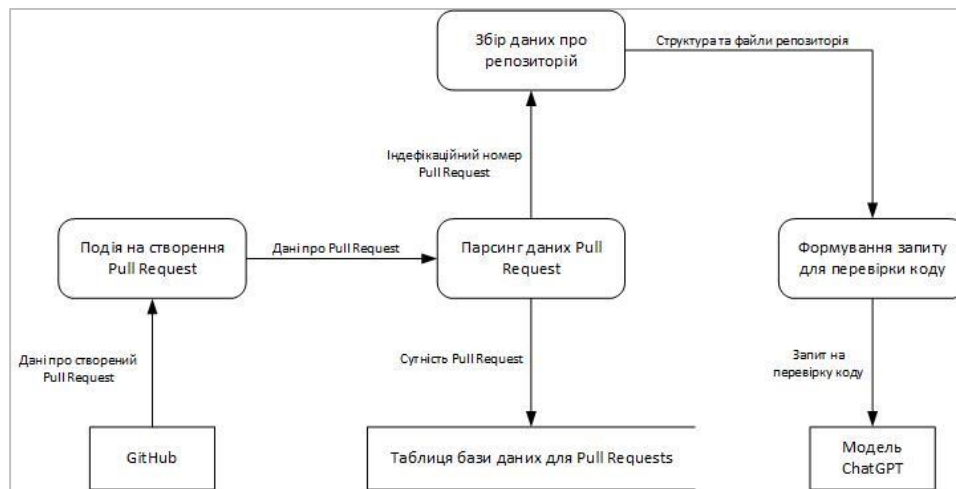 Збір даних про
репозиторій
Структура та файли репозиторія
Індефікаційний номер
Pull Request
Подія на створення
Pull Request
Дані про Pull Request
Парсинг даних Pull
Request
Формування запиту
для перевірки коду
Дані про створений
Pull Request
Сутність Pull Request
Запит на
перевірку коду
GitHub
Таблиця бази даних для Pull Requests
Модель
ChatGPT